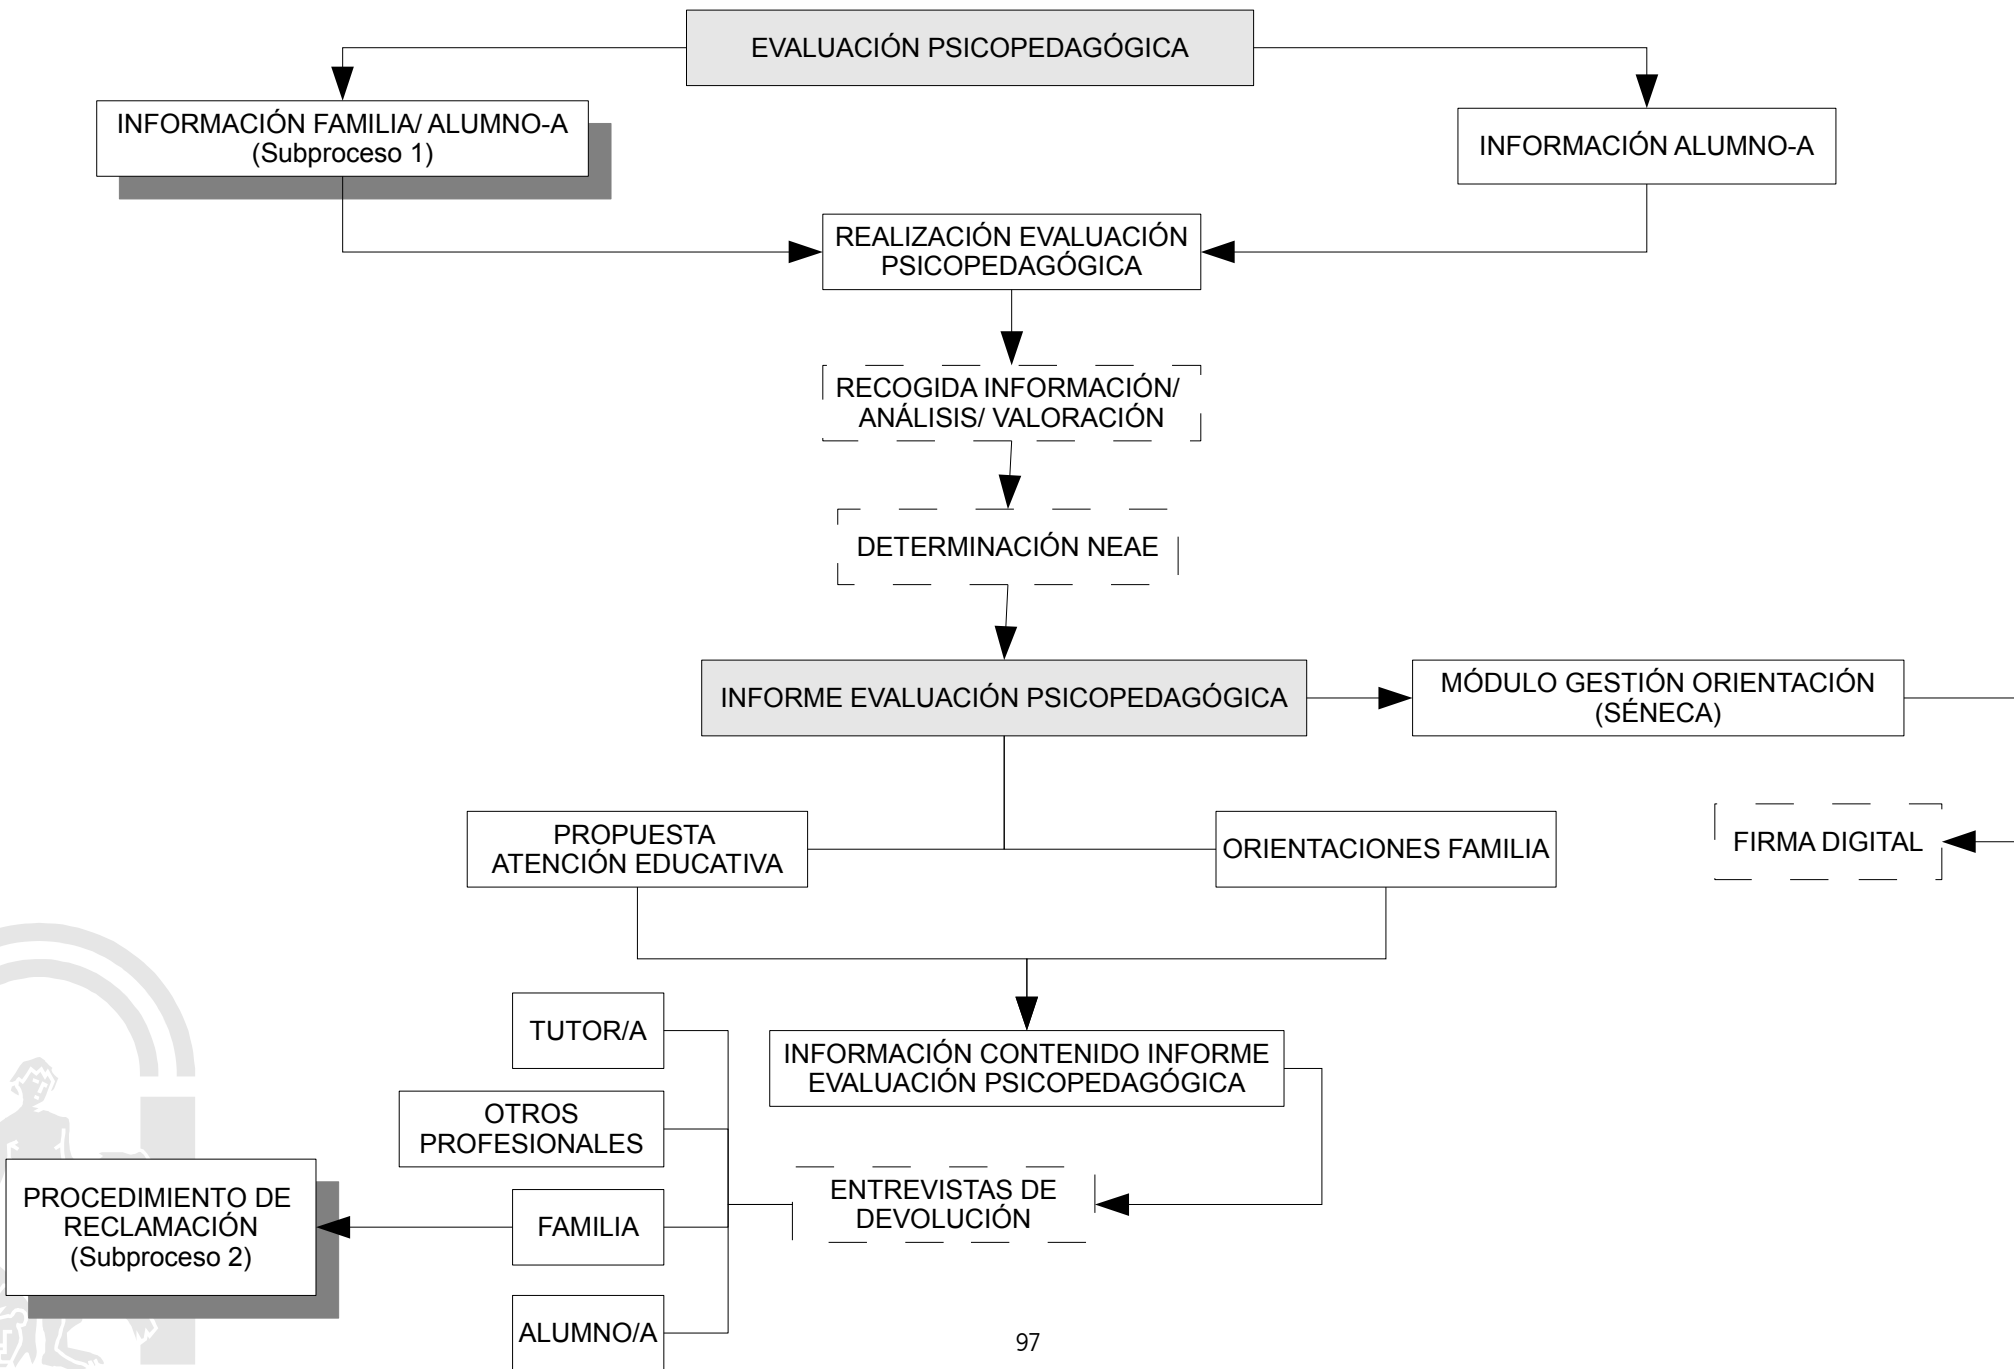 EVALUACIÓN PSICOPEDAGÓGICA
INFORMACIÓN FAMILIA/ ALUMNO-A
(Subproceso 1)
INFORMACIÓN ALUMNO-A
REALIZACIÓN EVALUACIÓN
PSICOPEDAGÓGICA
RECOGIDA INFORMACIÓN/
ANÁLISIS/ VALORACIÓN
DETERMINACIÓN NEAE
INFORME EVALUACIÓN PSICOPEDAGÓGICA
MÓDULO GESTIÓN ORIENTACIÓN
(SÉNECA)
FIRMA DIGITAL
PROPUESTA
ATENCIÓN EDUCATIVA
ORIENTACIONES FAMILIA
INFORMACIÓN CONTENIDO INFORME
EVALUACIÓN PSICOPEDAGÓGICA
ENTREVISTAS DE
DEVOLUCIÓN
TUTOR/A
OTROS
PROFESIONALES
FAMILIA
ALUMNO/A
PROCEDIMIENTO DE
RECLAMACIÓN
(Subproceso 2)
97